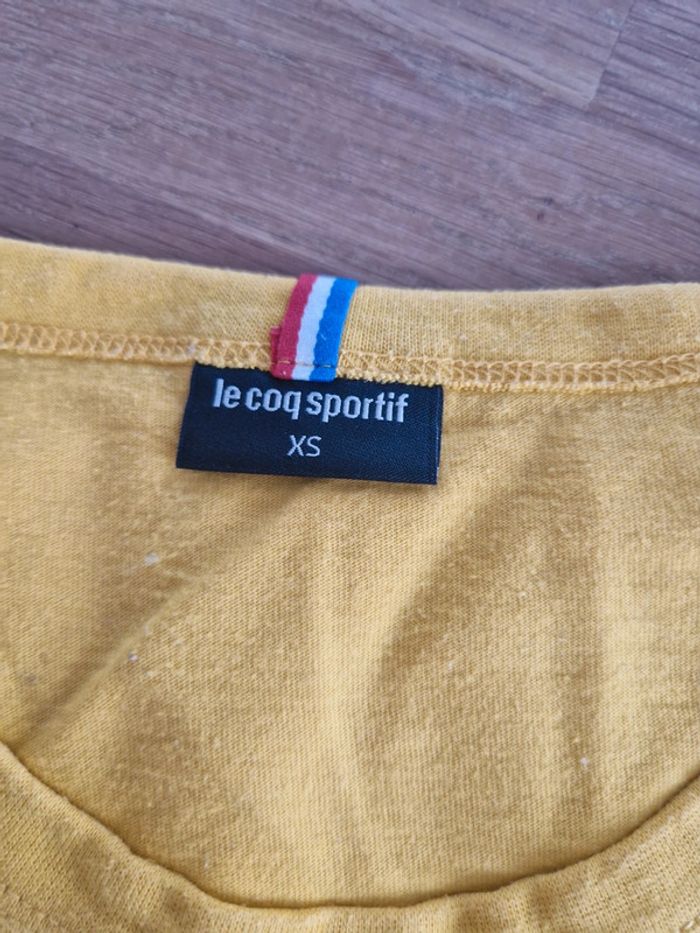 le coq sportif
XS